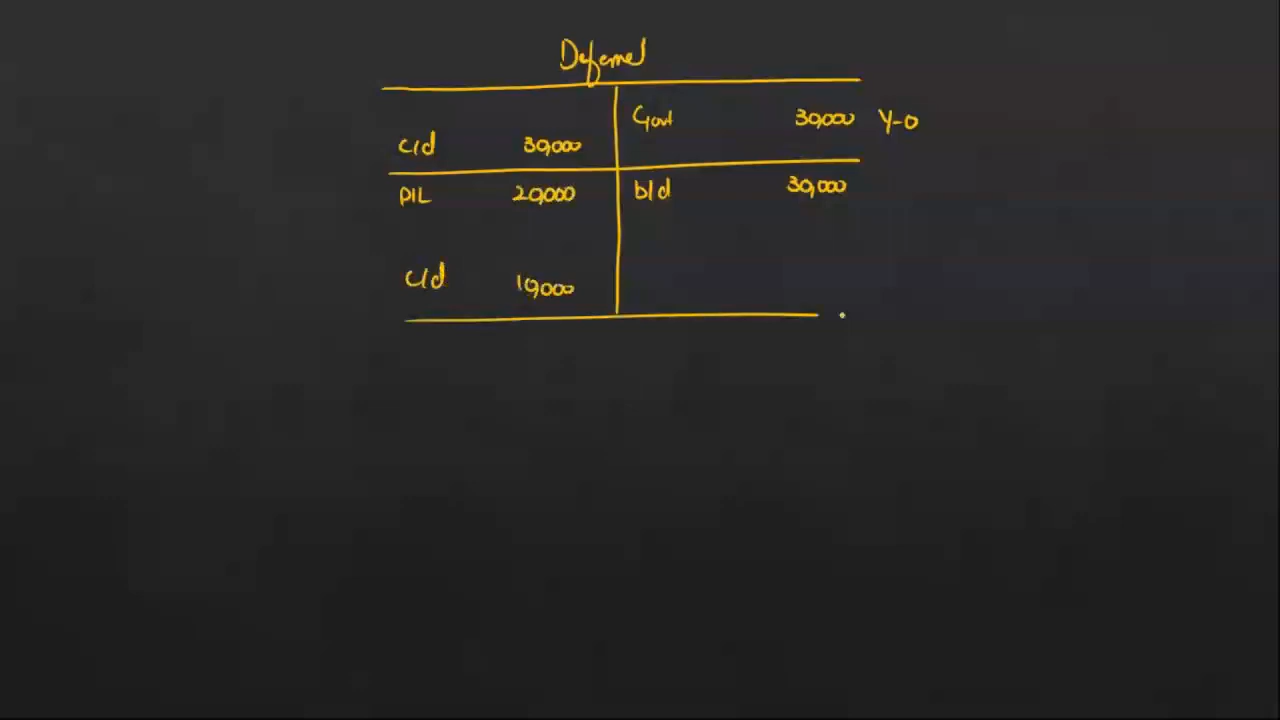 Deferred
Govt 30,000 Y-0
c/d 30,000
P/L 20,000 b/d 30,000
c/d 10,000